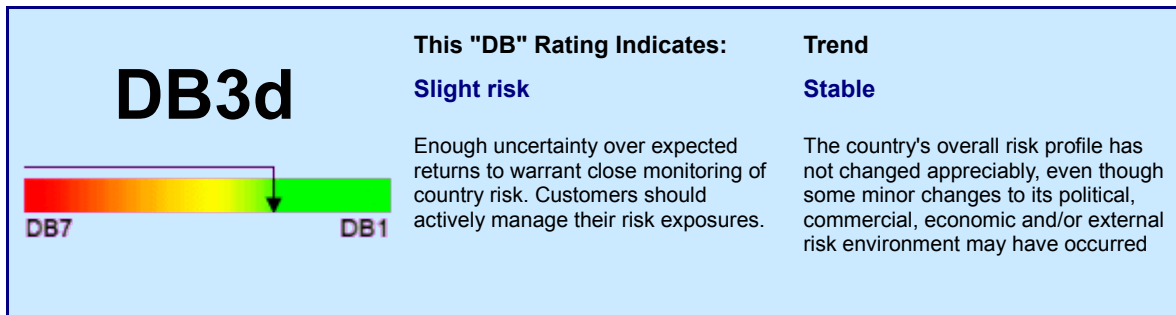 DB3d
DB7
DB1
This "DB" Rating Indicates:
Slight risk
Enough uncertainty over expected
returns to warrant close monitoring of
country risk. Customers should
actively manage their risk exposures.
Trend
Stable
The country's overall risk profile has
not changed appreciably, even though
some minor changes to its political,
commercial, economic and/or external
risk environment may have occurred